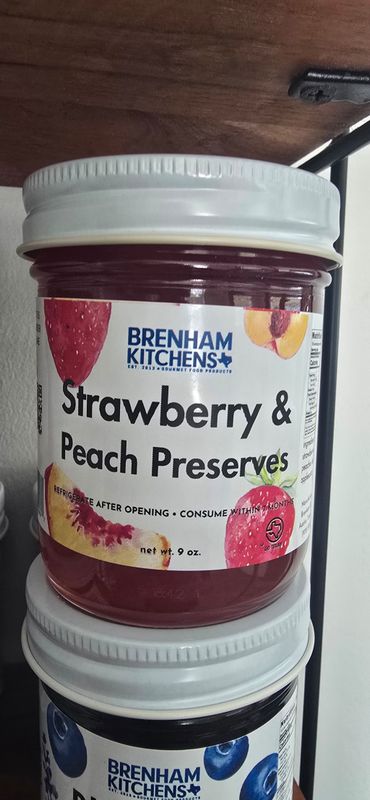 BRENHAM
KITCHENS
EST. 2013 ★ GOURMET FOOD PRODUCTS
Strawberry &
Peach Preserves
REFRIGERATE AFTER OPENING • CONSUME WITHIN MONTHS
net wt. 9 oz.
BRENHAM
KITCHENS